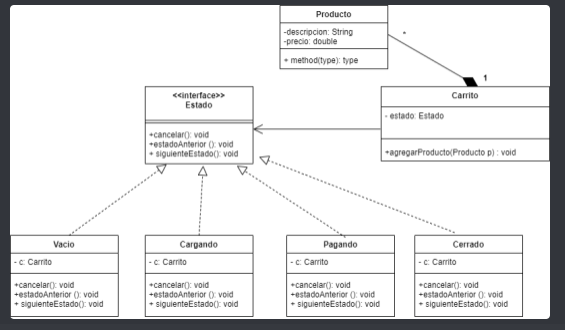 Producto
-descripcion: String
-precio: double
+ method(type): type
*
1
<<interface>>
Estado
+cancelar(): void
+estadoAnterior (): void
+ siguienteEstado(): void
Carrito
- estado: Estado
+agregarProducto(Producto p) : void
Vacio
- c: Carrito
+cancelar(): void
+estadoAnterior (): void
+ siguienteEstado(): void
Cargando
- c: Carrito
+cancelar(): void
+estadoAnterior (): void
+ siguienteEstado(): void
Pagando
- c: Carrito
+cancelar(): void
+estadoAnterior (): void
+ siguienteEstado(): void
Cerrado
- c: Carrito
+cancelar(): void
+estadoAnterior (): void
+ siguienteEstado(): void